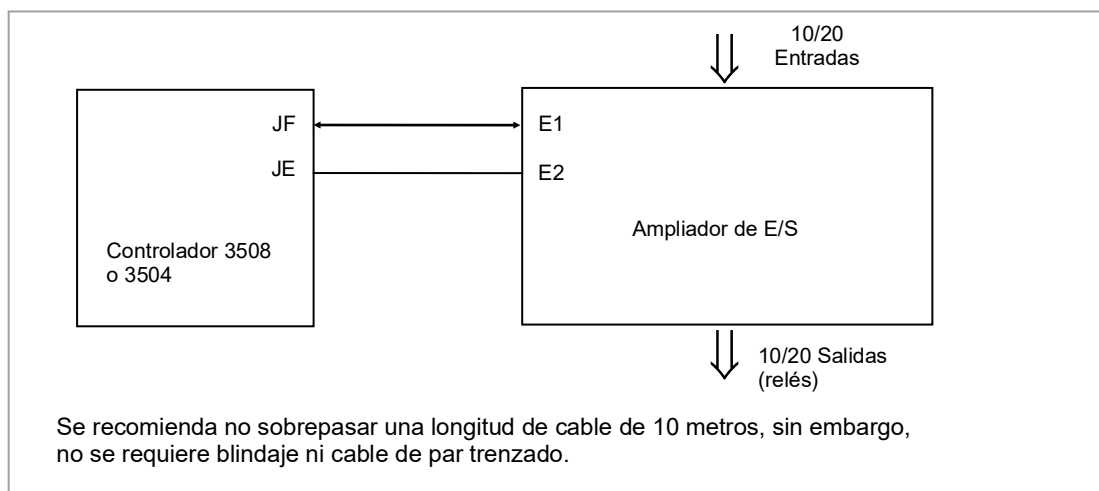 10/20
Entradas
JF
E1
JE
E2
Ampliador de E/S
Controlador 3508
o 3504
10/20 Salidas
(relés)
Se recomienda no sobrepasar una longitud de cable de 10 metros, sin embargo,
no se requiere blindaje ni cable de par trenzado.